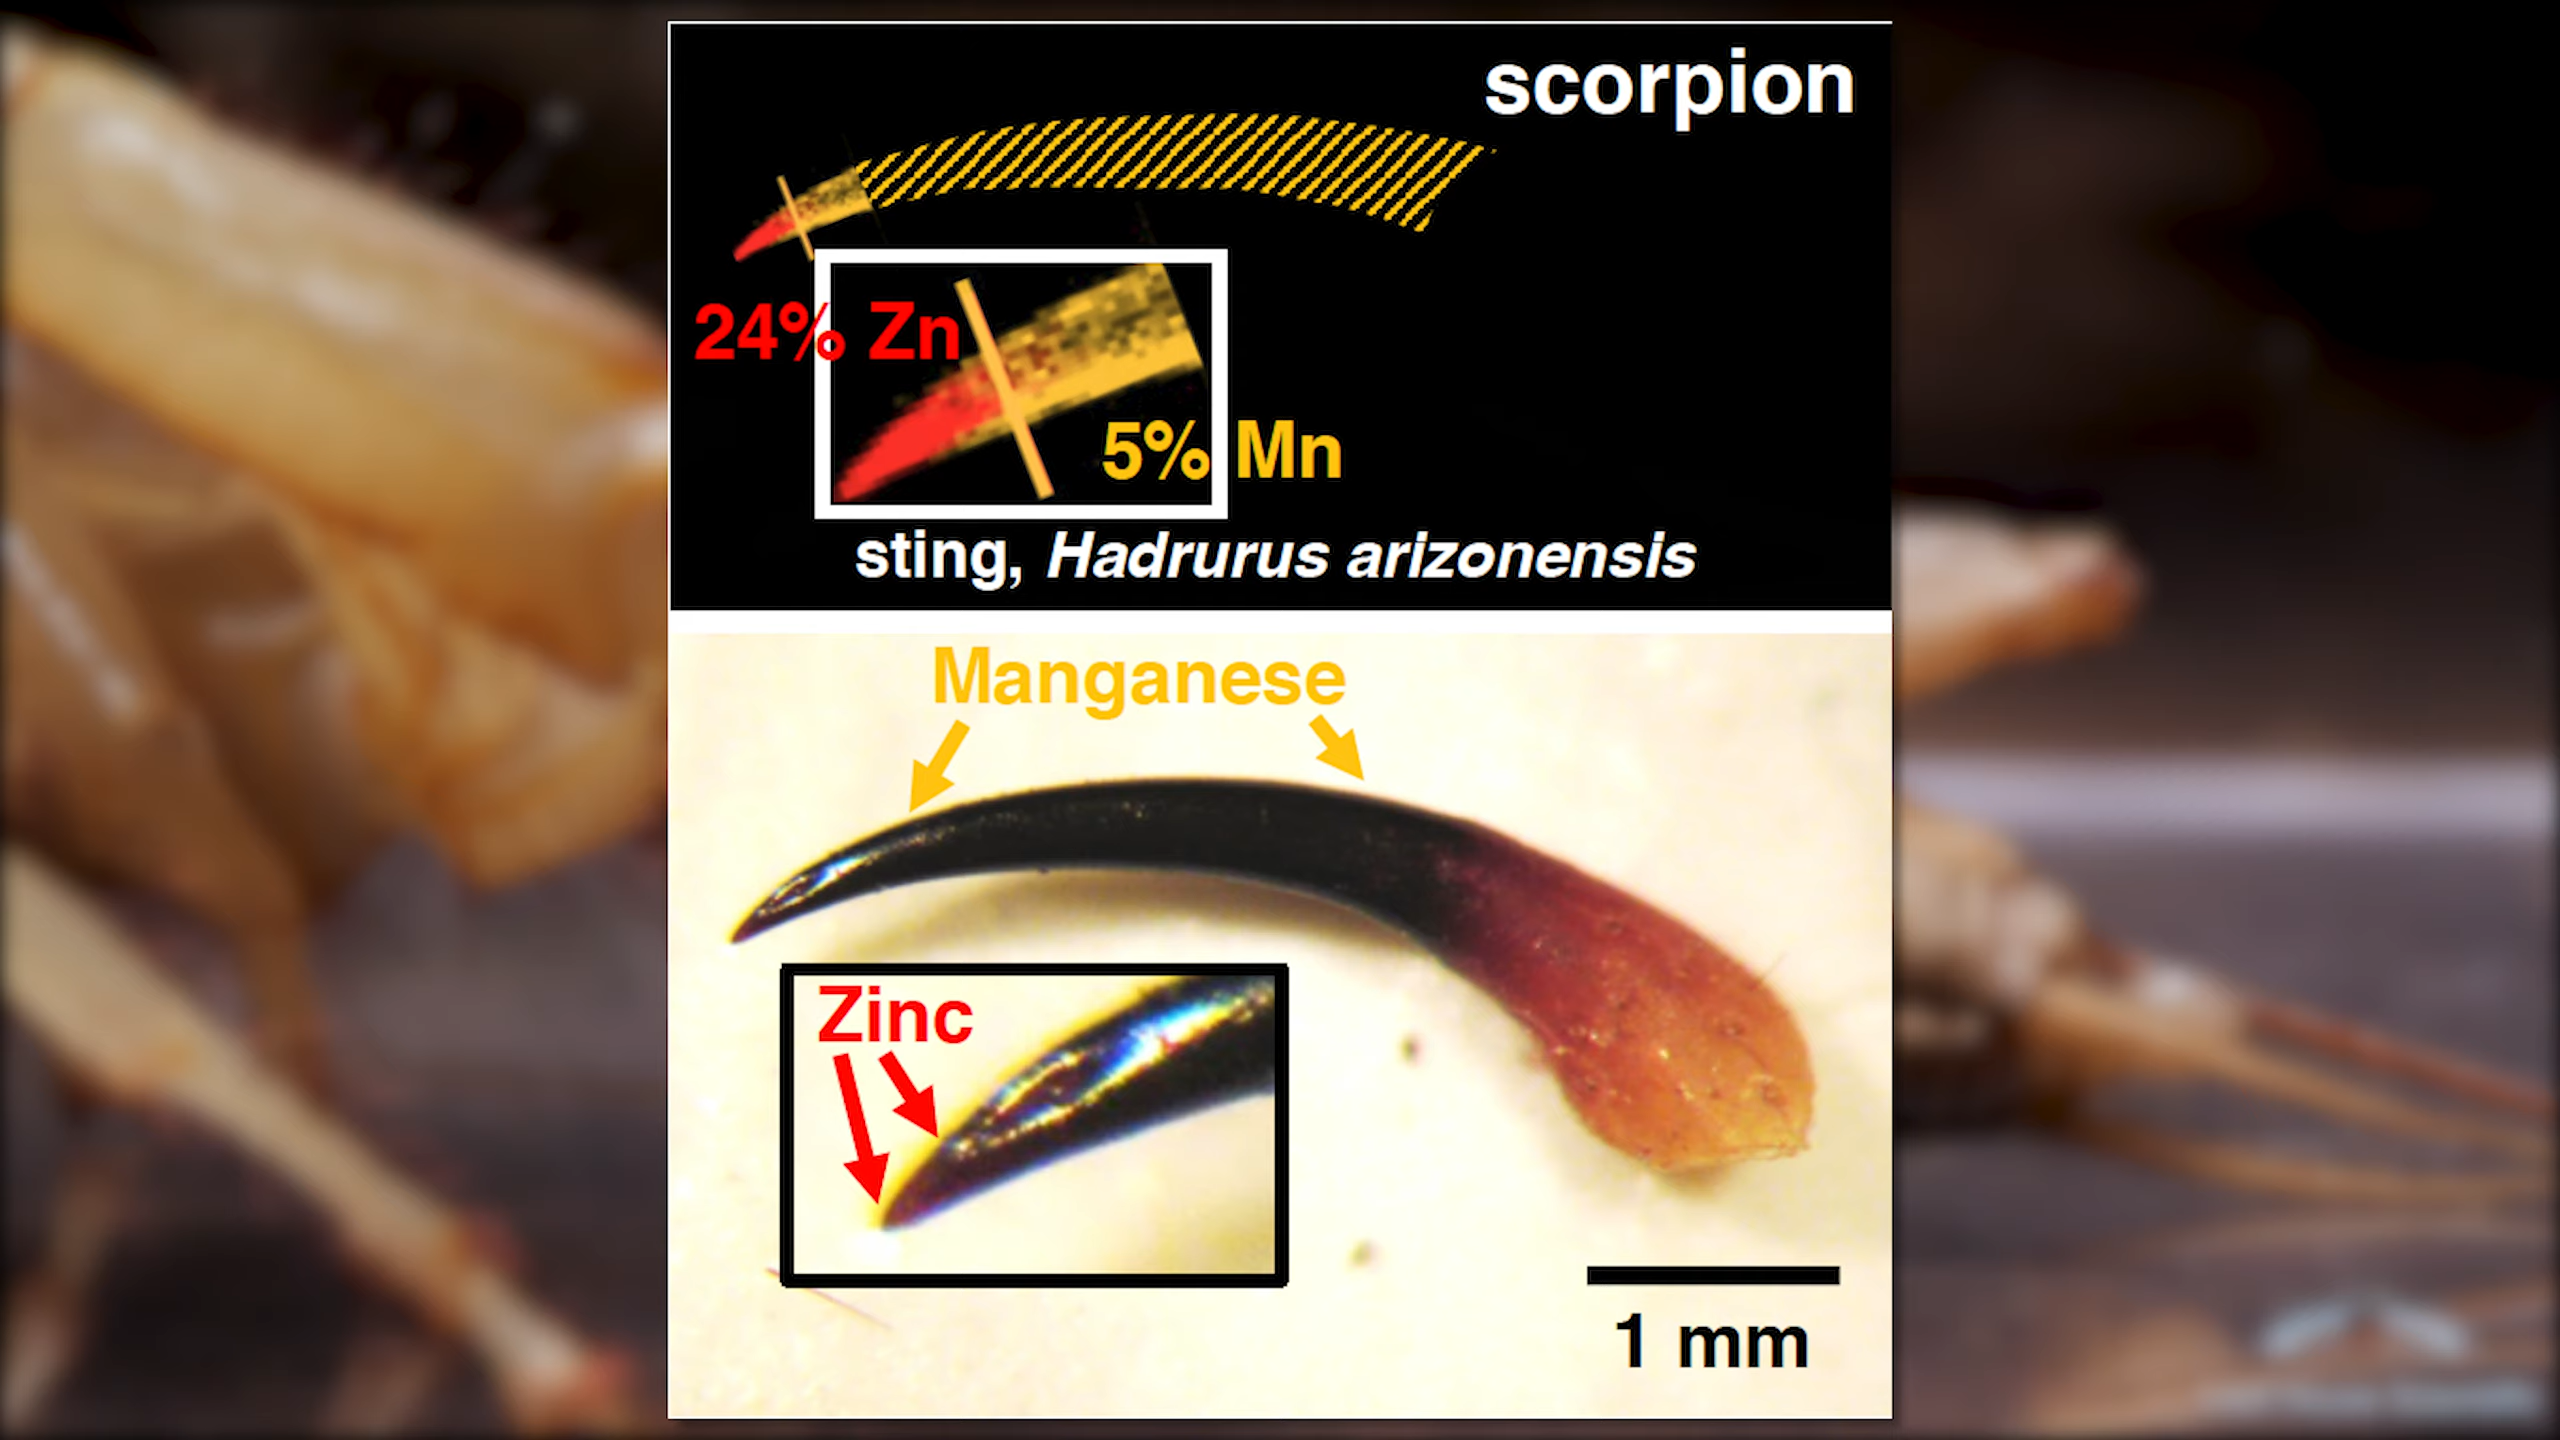 scorpion
24% Zn
5% Mn
sting, Hadrurus arizonensis
Manganese
Zinc
1 mm